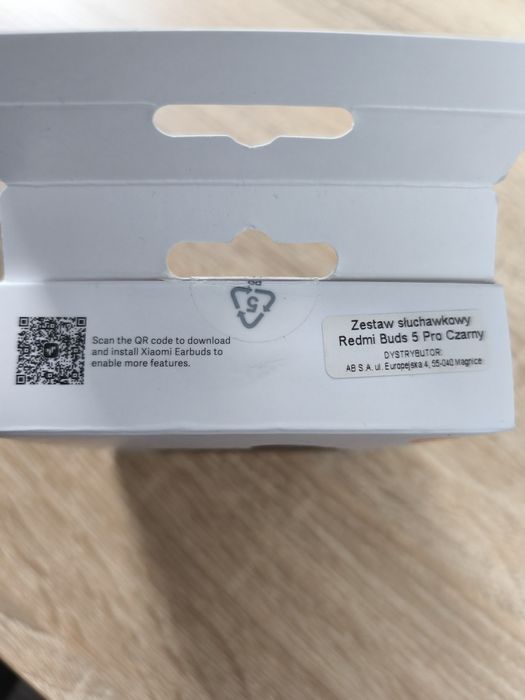 5
Scan the QR code to download
and install Xiaomi Earbuds to
enable more features.
Zestaw słuchawkowy
Redmi Buds 5 Pro Czarny
DYSTRYBUTOR:
AB S.A. ul. Europejska 4, 55-040 Magnice